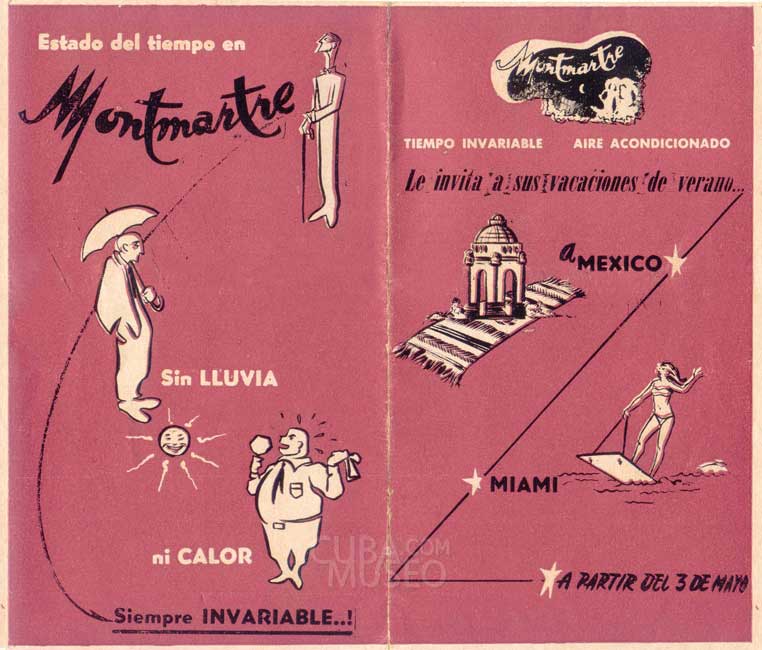 Estado del tiempo en
Montmartre
Sin LLUVIA
ni CALOR
Siempre INVARIABLE..!
Montmartre
TIEMPO INVARIABLE AIRE ACONDICIONADO
Le invita a sus vacaciones de verano...
a MEXICO
MIAMI
A PARTIR DEL 3 DE MAYO
CUBA.COM
MUSEO